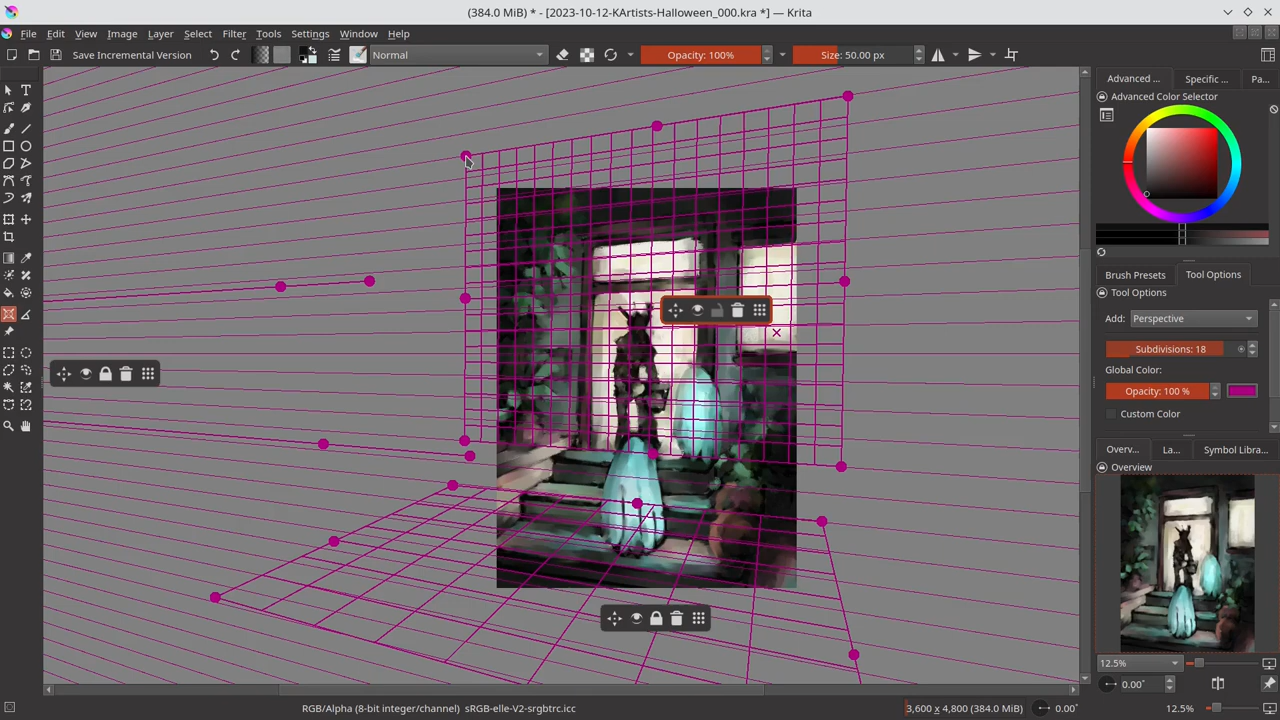 (384.0 MiB) * - [2023-10-12-KArtists-Halloween_000.kra *] — Krita
File Edit View Image Layer Select Filter Tools Settings Window Help
Save Incremental Version Normal Opacity: 100% Size: 50.00 px
Advanced ... Specific ... Pa...
Advanced Color Selector
Brush Presets Tool Options
Tool Options
Add: Perspective
Subdivisions: 18
Global Color:
Opacity: 100 %
Custom Color
Overv... La... Symbol Libra...
Overview
12.5%
0.00°
RGB/Alpha (8-bit integer/channel) sRGB-elle-V2-srgbtrc.icc 3,600 x 4,800 (384.0 MiB) 0.00° 12.5%